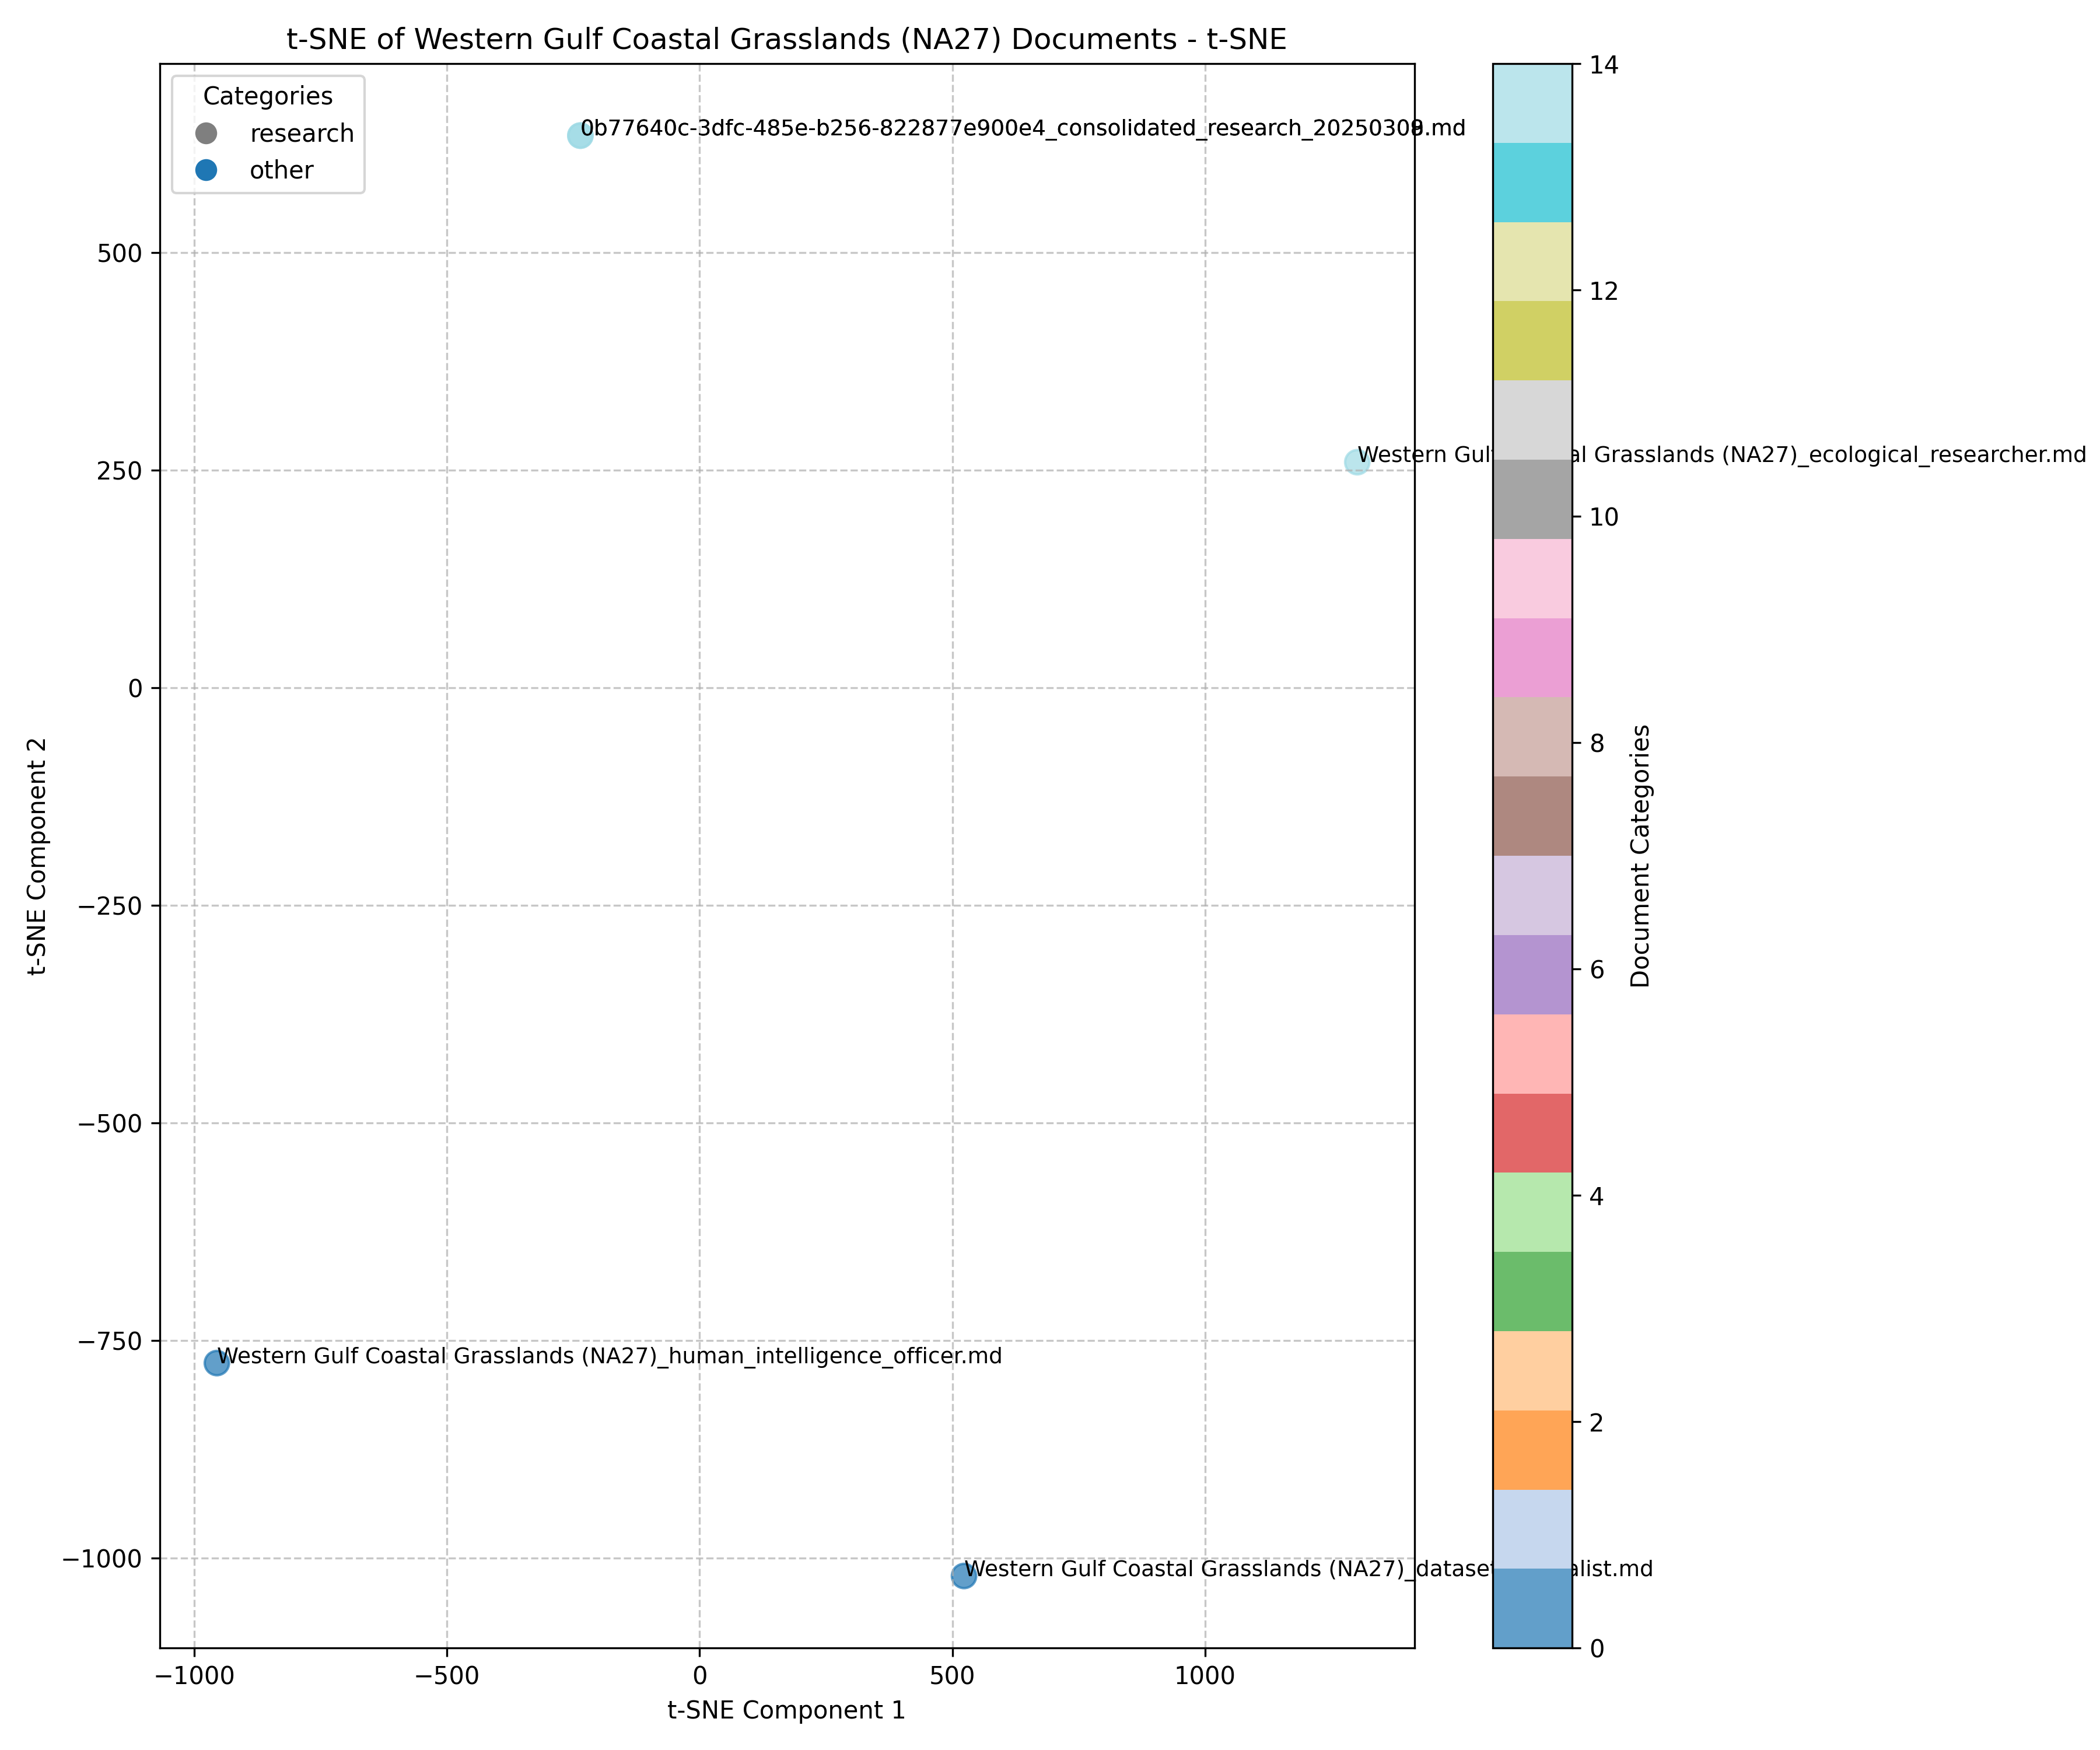 t-SNE of Western Gulf Coastal Grasslands (NA27) Documents - t-SNE
Categories
research
other
0b77640c-3dfc-485e-b256-822877e900e4_consolidated_research_2025030 .md
Western Gul al Grasslands (NA27)_ecological_researcher.md
Western Gulf Coastal Grasslands (NA27)_human_intelligence_officer.md
Western Gulf Coastal Grasslands (NA27)_datase alist.md
500
250
0
−250
−500
−750
−1000
t-SNE Component 2
−1000
−500
0
500
1000
t-SNE Component 1
14
12
10
8
6
4
2
0
Document Categories